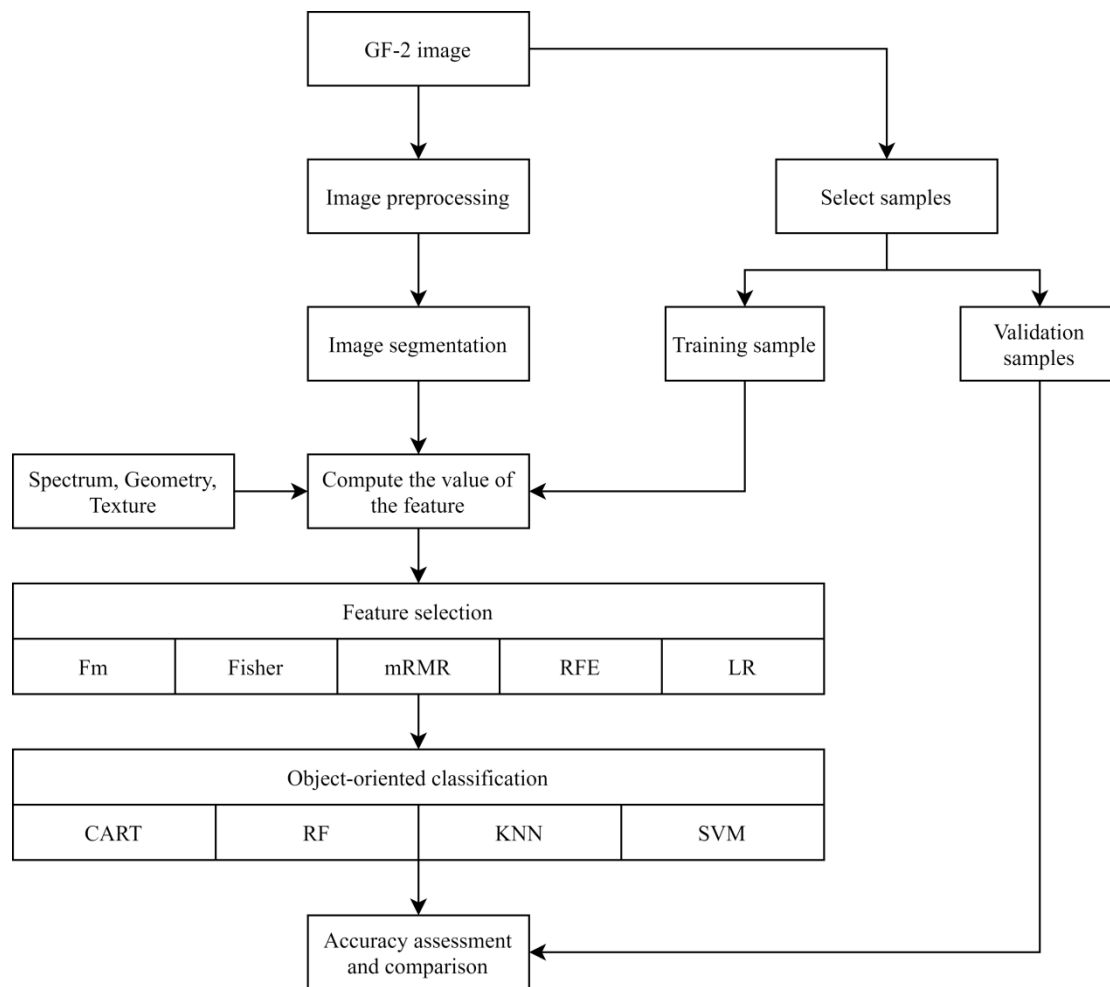 GF-2 image
Image preprocessing
Select samples
Image segmentation
Training sample
Validation
samples
Spectrum, Geometry,
Texture
Compute the value of
the feature
Feature selection
Fm
Fisher
mRMR
RFE
LR
Object-oriented classification
CART
RF
KNN
SVM
Accuracy assessment
and comparison